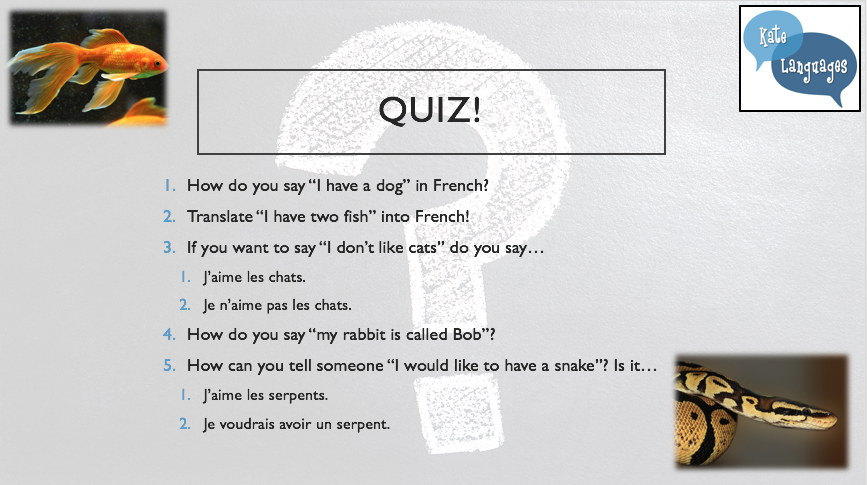 Kate
Languages
QUIZ!
1. How do you say “I have a dog” in French?
2. Translate “I have two fish” into French!
3. If you want to say “I don’t like cats” do you say…
1. J’aime les chats.
2. Je n’aime pas les chats.
4. How do you say “my rabbit is called Bob”?
5. How can you tell someone “I would like to have a snake”? Is it…
1. J’aime les serpents.
2. Je voudrais avoir un serpent.